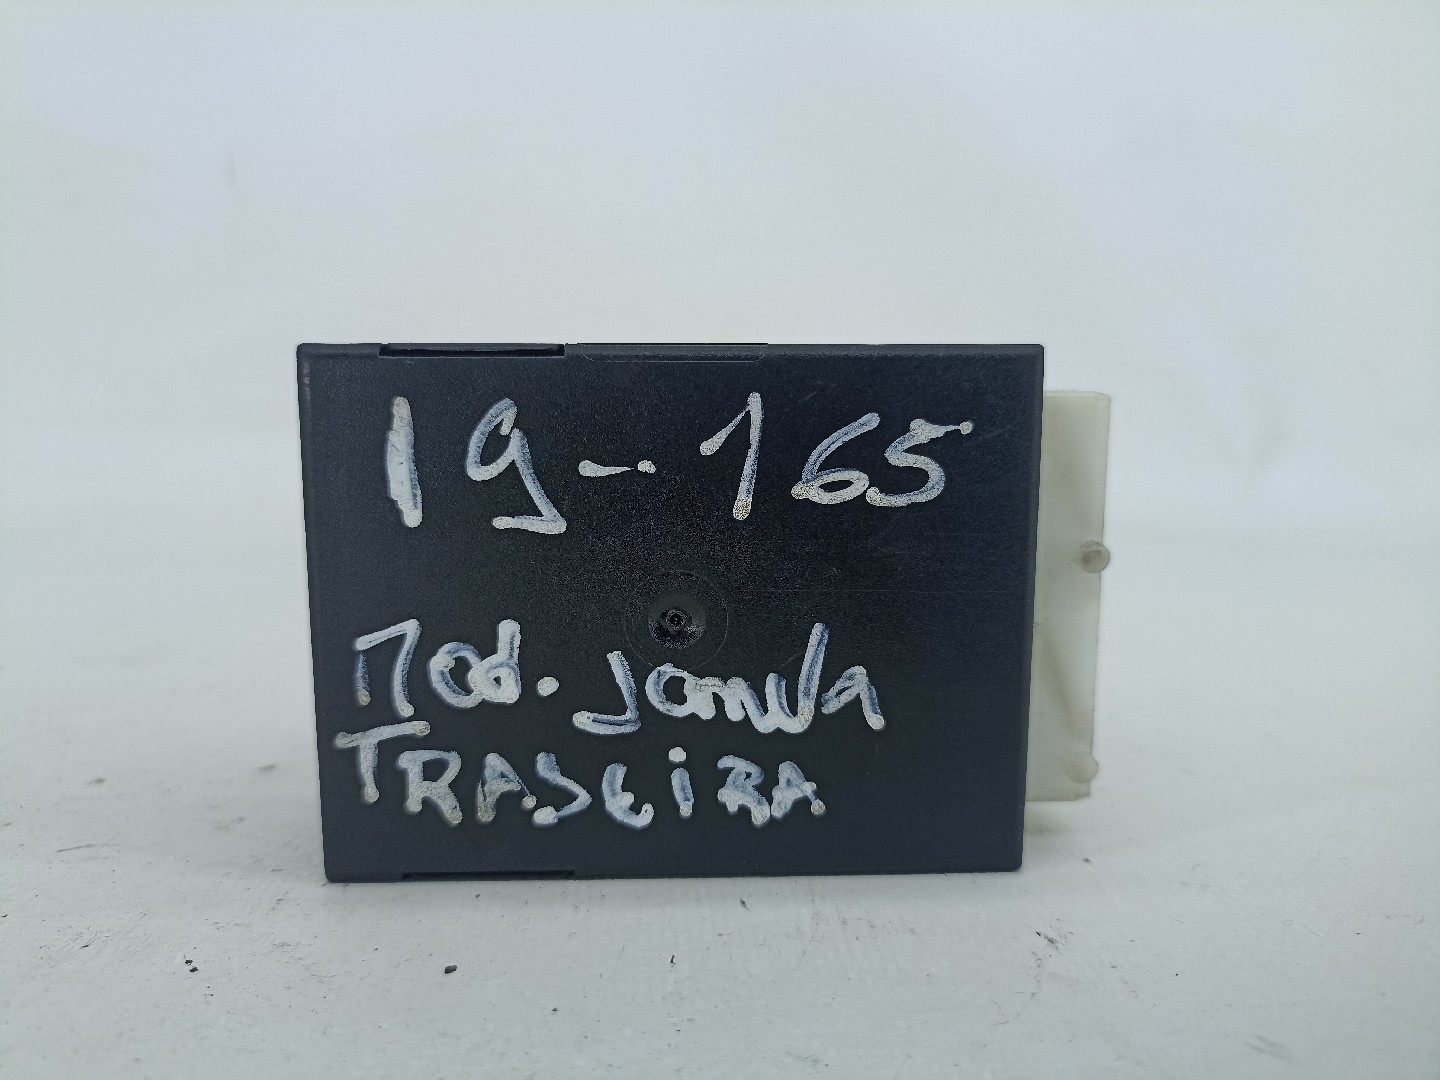 19-165
Mod. Janela
TRASEIRA